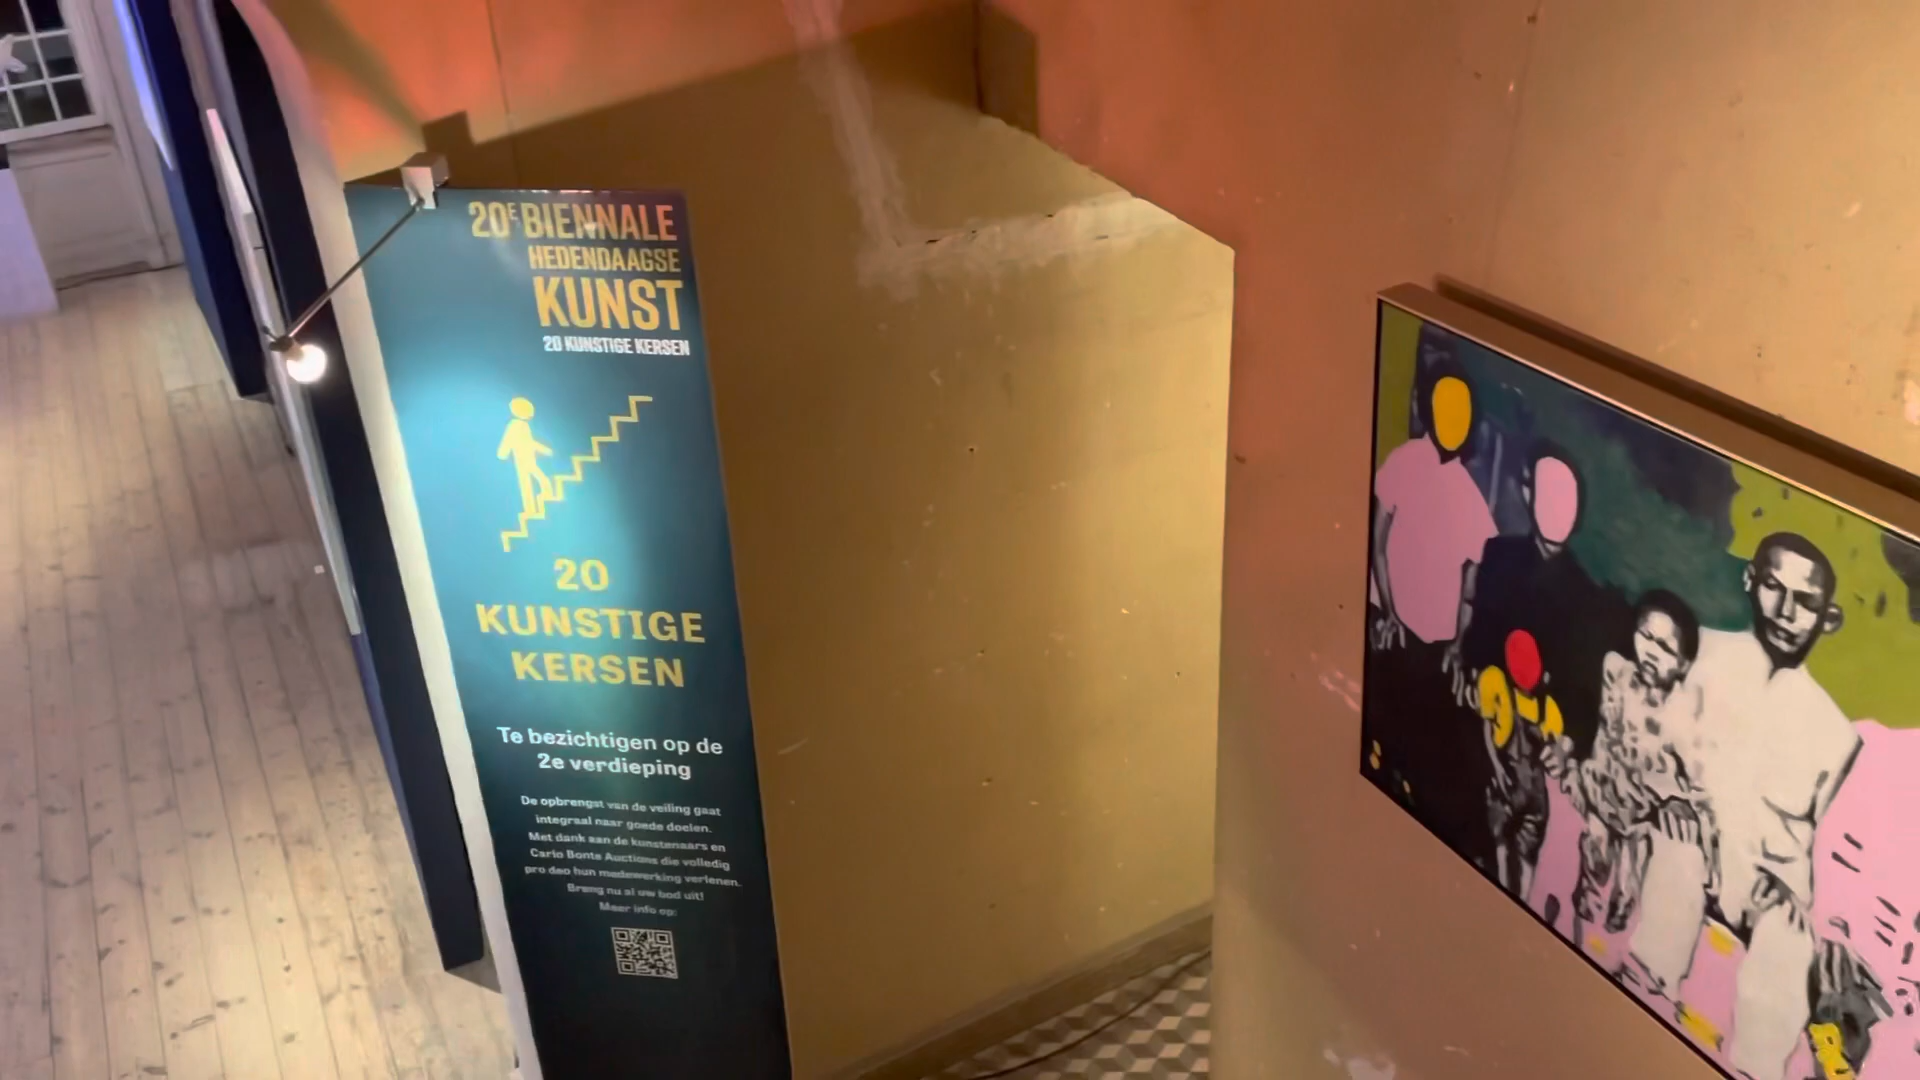 20E BIENNALE
HEDENDAAGSE
KUNST
20 KUNSTIGE KERSEN
20
KUNSTIGE
KERSEN
Te bezichtigen op de
2e verdieping
De opbrengst van de veiling gaat
integraal naar goede doelen.
Met dank aan de kunstenaars en
Carlo Bonte Auctions die volledig
pro deo hun medewerking verlenen.
Breng nu al uw bod uit!
Meer info op: